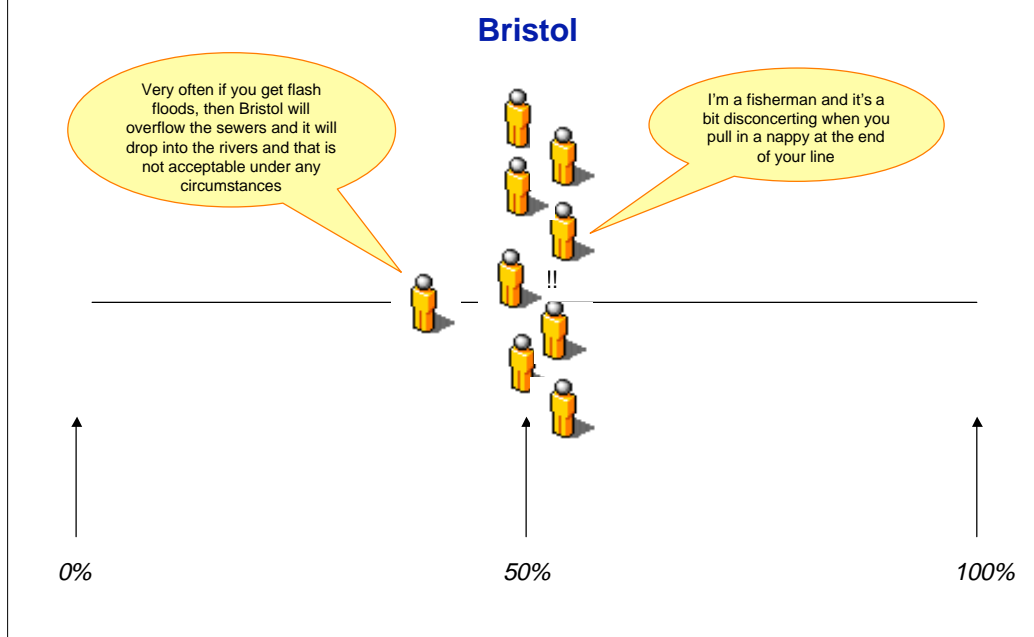 Bristol
Very often if you get flash
floods, then Bristol will
overflow the sewers and it will
drop into the rivers and that is
not acceptable under any
circumstances
I'm a fisherman and it's a
bit disconcerting when you
pull in a nappy at the end
of your line
!!
0%
50%
100%